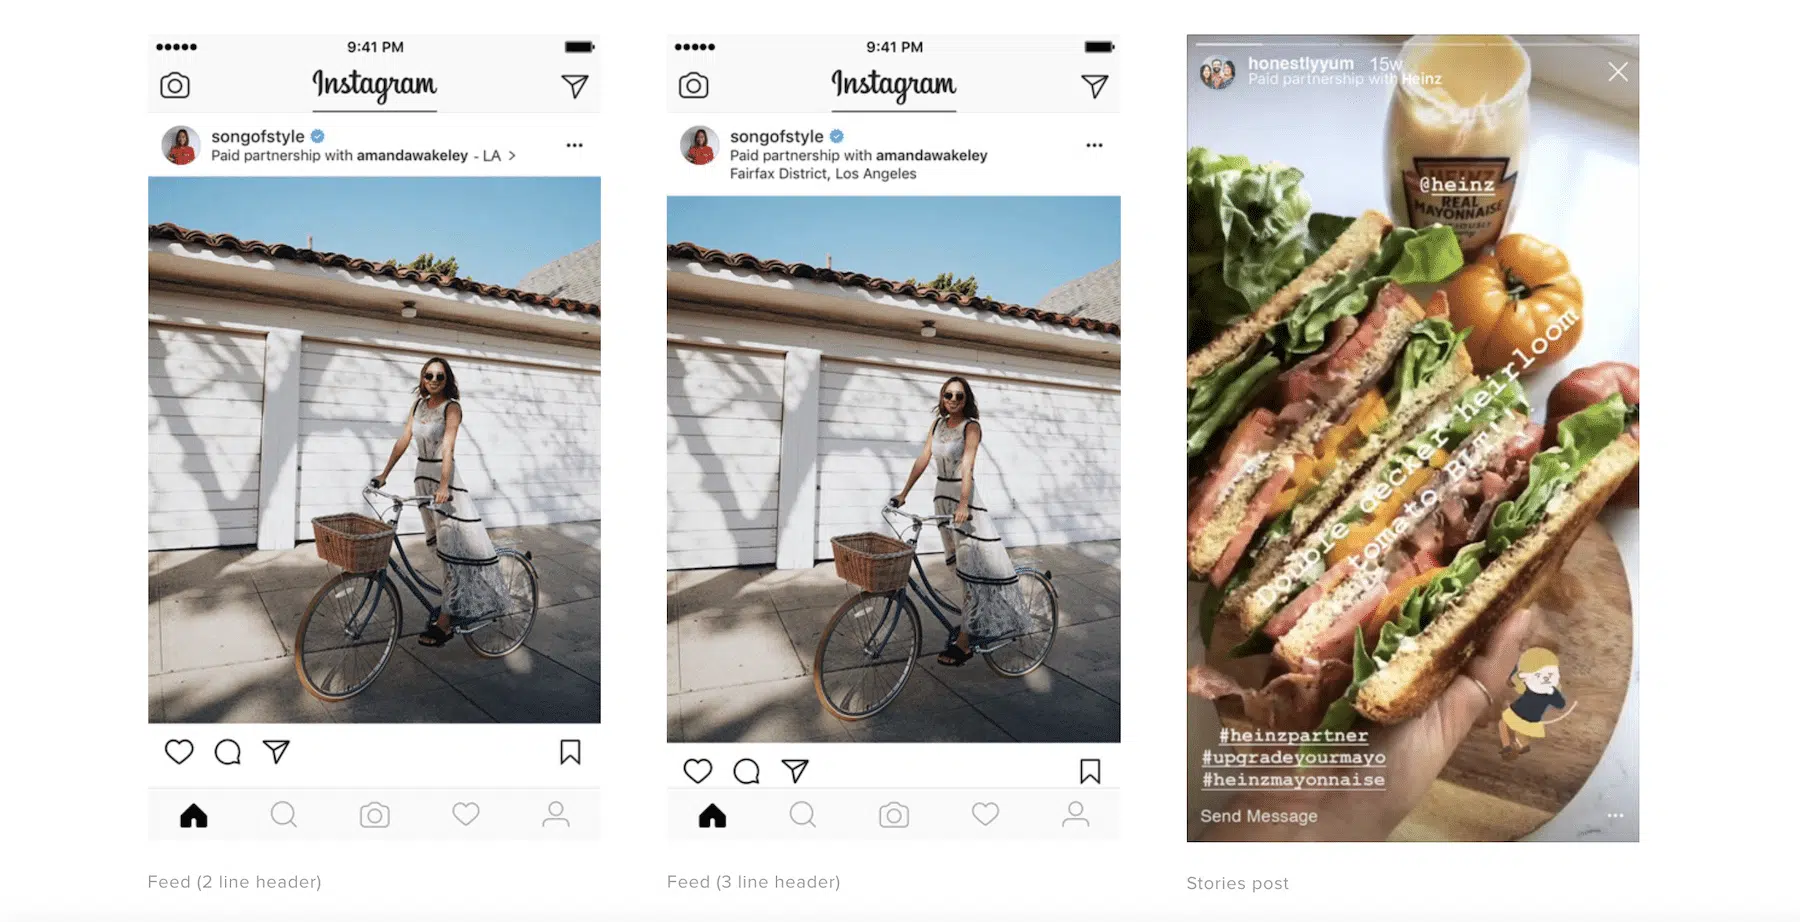 9:41 PM
Instagram
songofstyle
Paid partnership with amandawakeley - LA >
Feed (2 line header)
9:41 PM
Instagram
songofstyle
Paid partnership with amandawakeley
Fairfax District, Los Angeles
Feed (3 line header)
honestlyyum 15w
Paid partnership with Heinz
@heinz
HEINZ
REAL
MAYONNAISE
Double decker heirloom
tomato BLT!!!
#heinzpartner
#upgradeyourmayo
#heinzmayonnaise
Send Message
Stories post